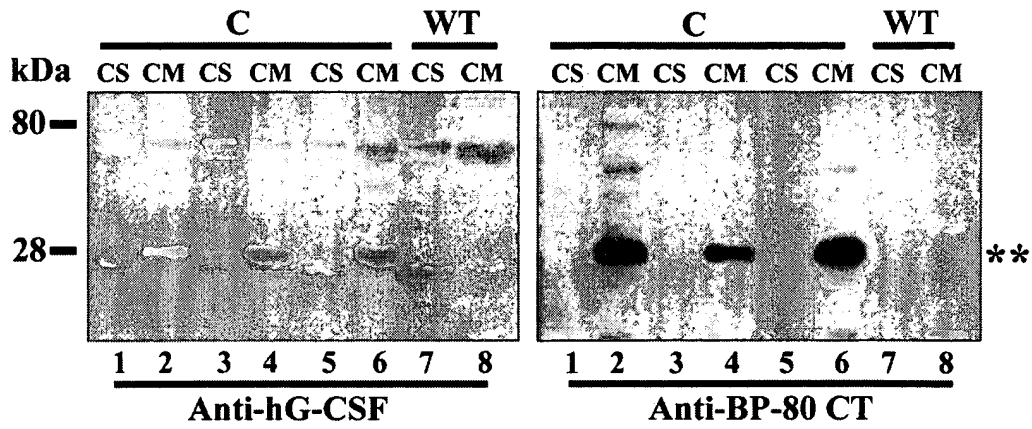 C WT C WT
kDa CS CM CS CM CS CM CS CM CS CM CS CM CS CM CS CM
80
28 **
1 2 3 4 5 6 7 8 1 2 3 4 5 6 7 8
Anti-hG-CSF Anti-BP-80 CT